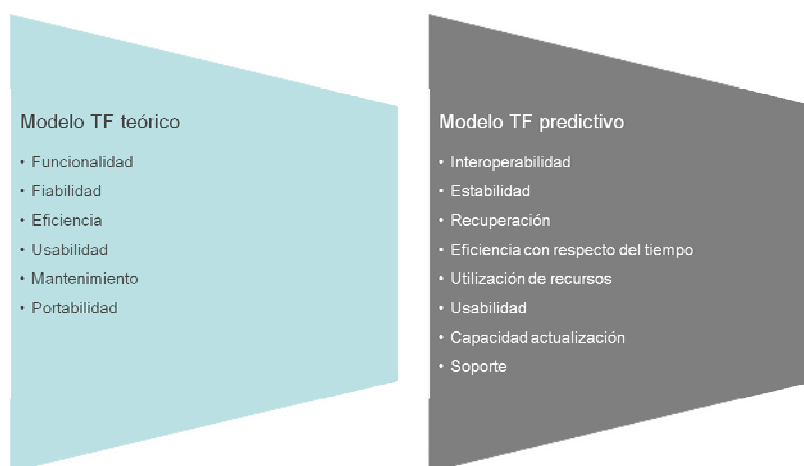 Modelo TF teórico
• Funcionalidad
• Fiabilidad
• Eficiencia
• Usabilidad
• Mantenimiento
• Portabilidad
Modelo TF predictivo
• Interoperabilidad
• Estabilidad
• Recuperación
• Eficiencia con respecto del tiempo
• Utilización de recursos
• Usabilidad
• Capacidad actualización
• Soporte